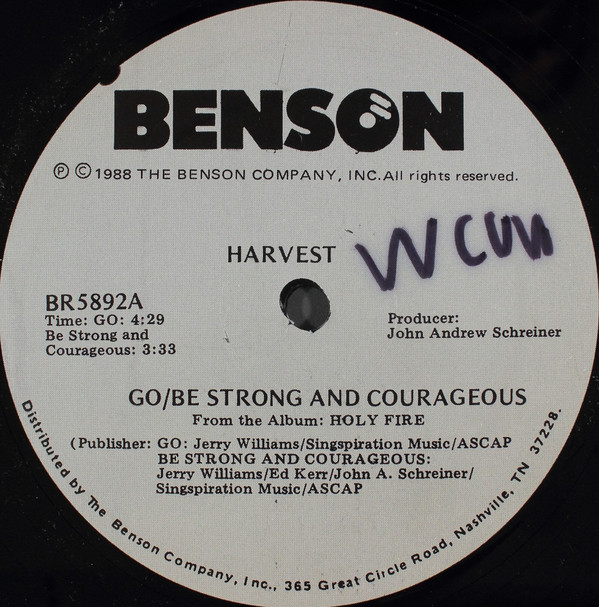 BENSON
Ⓟ © 1988 THE BENSON COMPANY, INC. All rights reserved.
HARVEST
BR5892A
Time: GO: 4:29
Be Strong and
Courageous: 3:33
Producer:
John Andrew Schreiner
GO/BE STRONG AND COURAGEOUS
From the Album: HOLY FIRE
(Publisher: GO: Jerry Williams/Singspiration Music/ASCAP
BE STRONG AND COURAGEOUS:
Jerry Williams/Ed Kerr/John A. Schreiner/
Singspiration Music/ASCAP
Distributed by The Benson Company, Inc., 365 Great Circle Road, Nashville, TN 37228.